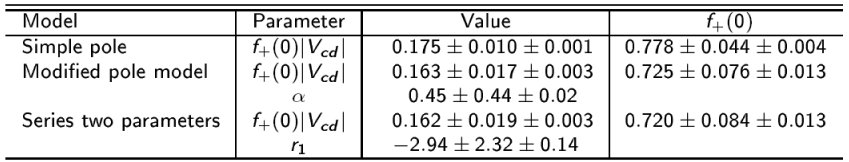 Model Parameter Value f₊(0)
Simple pole f₊(0)|V_cd| 0.175 ± 0.010 ± 0.001 0.778 ± 0.044 ± 0.004
Modified pole model f₊(0)|V_cd| 0.163 ± 0.017 ± 0.003 0.725 ± 0.076 ± 0.013
α 0.45 ± 0.44 ± 0.02
Series two parameters f₊(0)|V_cd| 0.162 ± 0.019 ± 0.003 0.720 ± 0.084 ± 0.013
r₁ −2.94 ± 2.32 ± 0.14